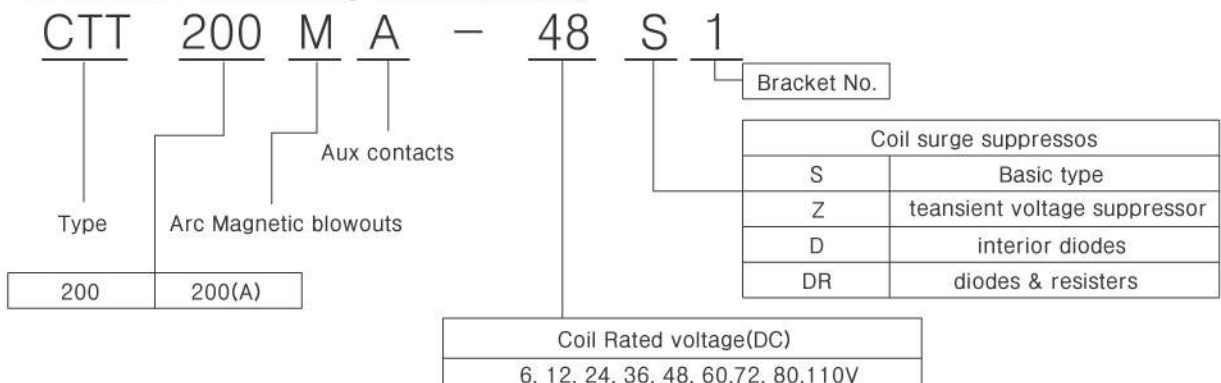 CTT 200 M A - 48 S 1
Bracket No.
Coil surge suppressos
S Basic type
Z teansient voltage suppressor
D interior diodes
DR diodes & resisters
Aux contacts
Type Arc Magnetic blowouts
200 200(A)
Coil Rated voltage(DC)
6, 12, 24, 36, 48, 60,72, 80,110V